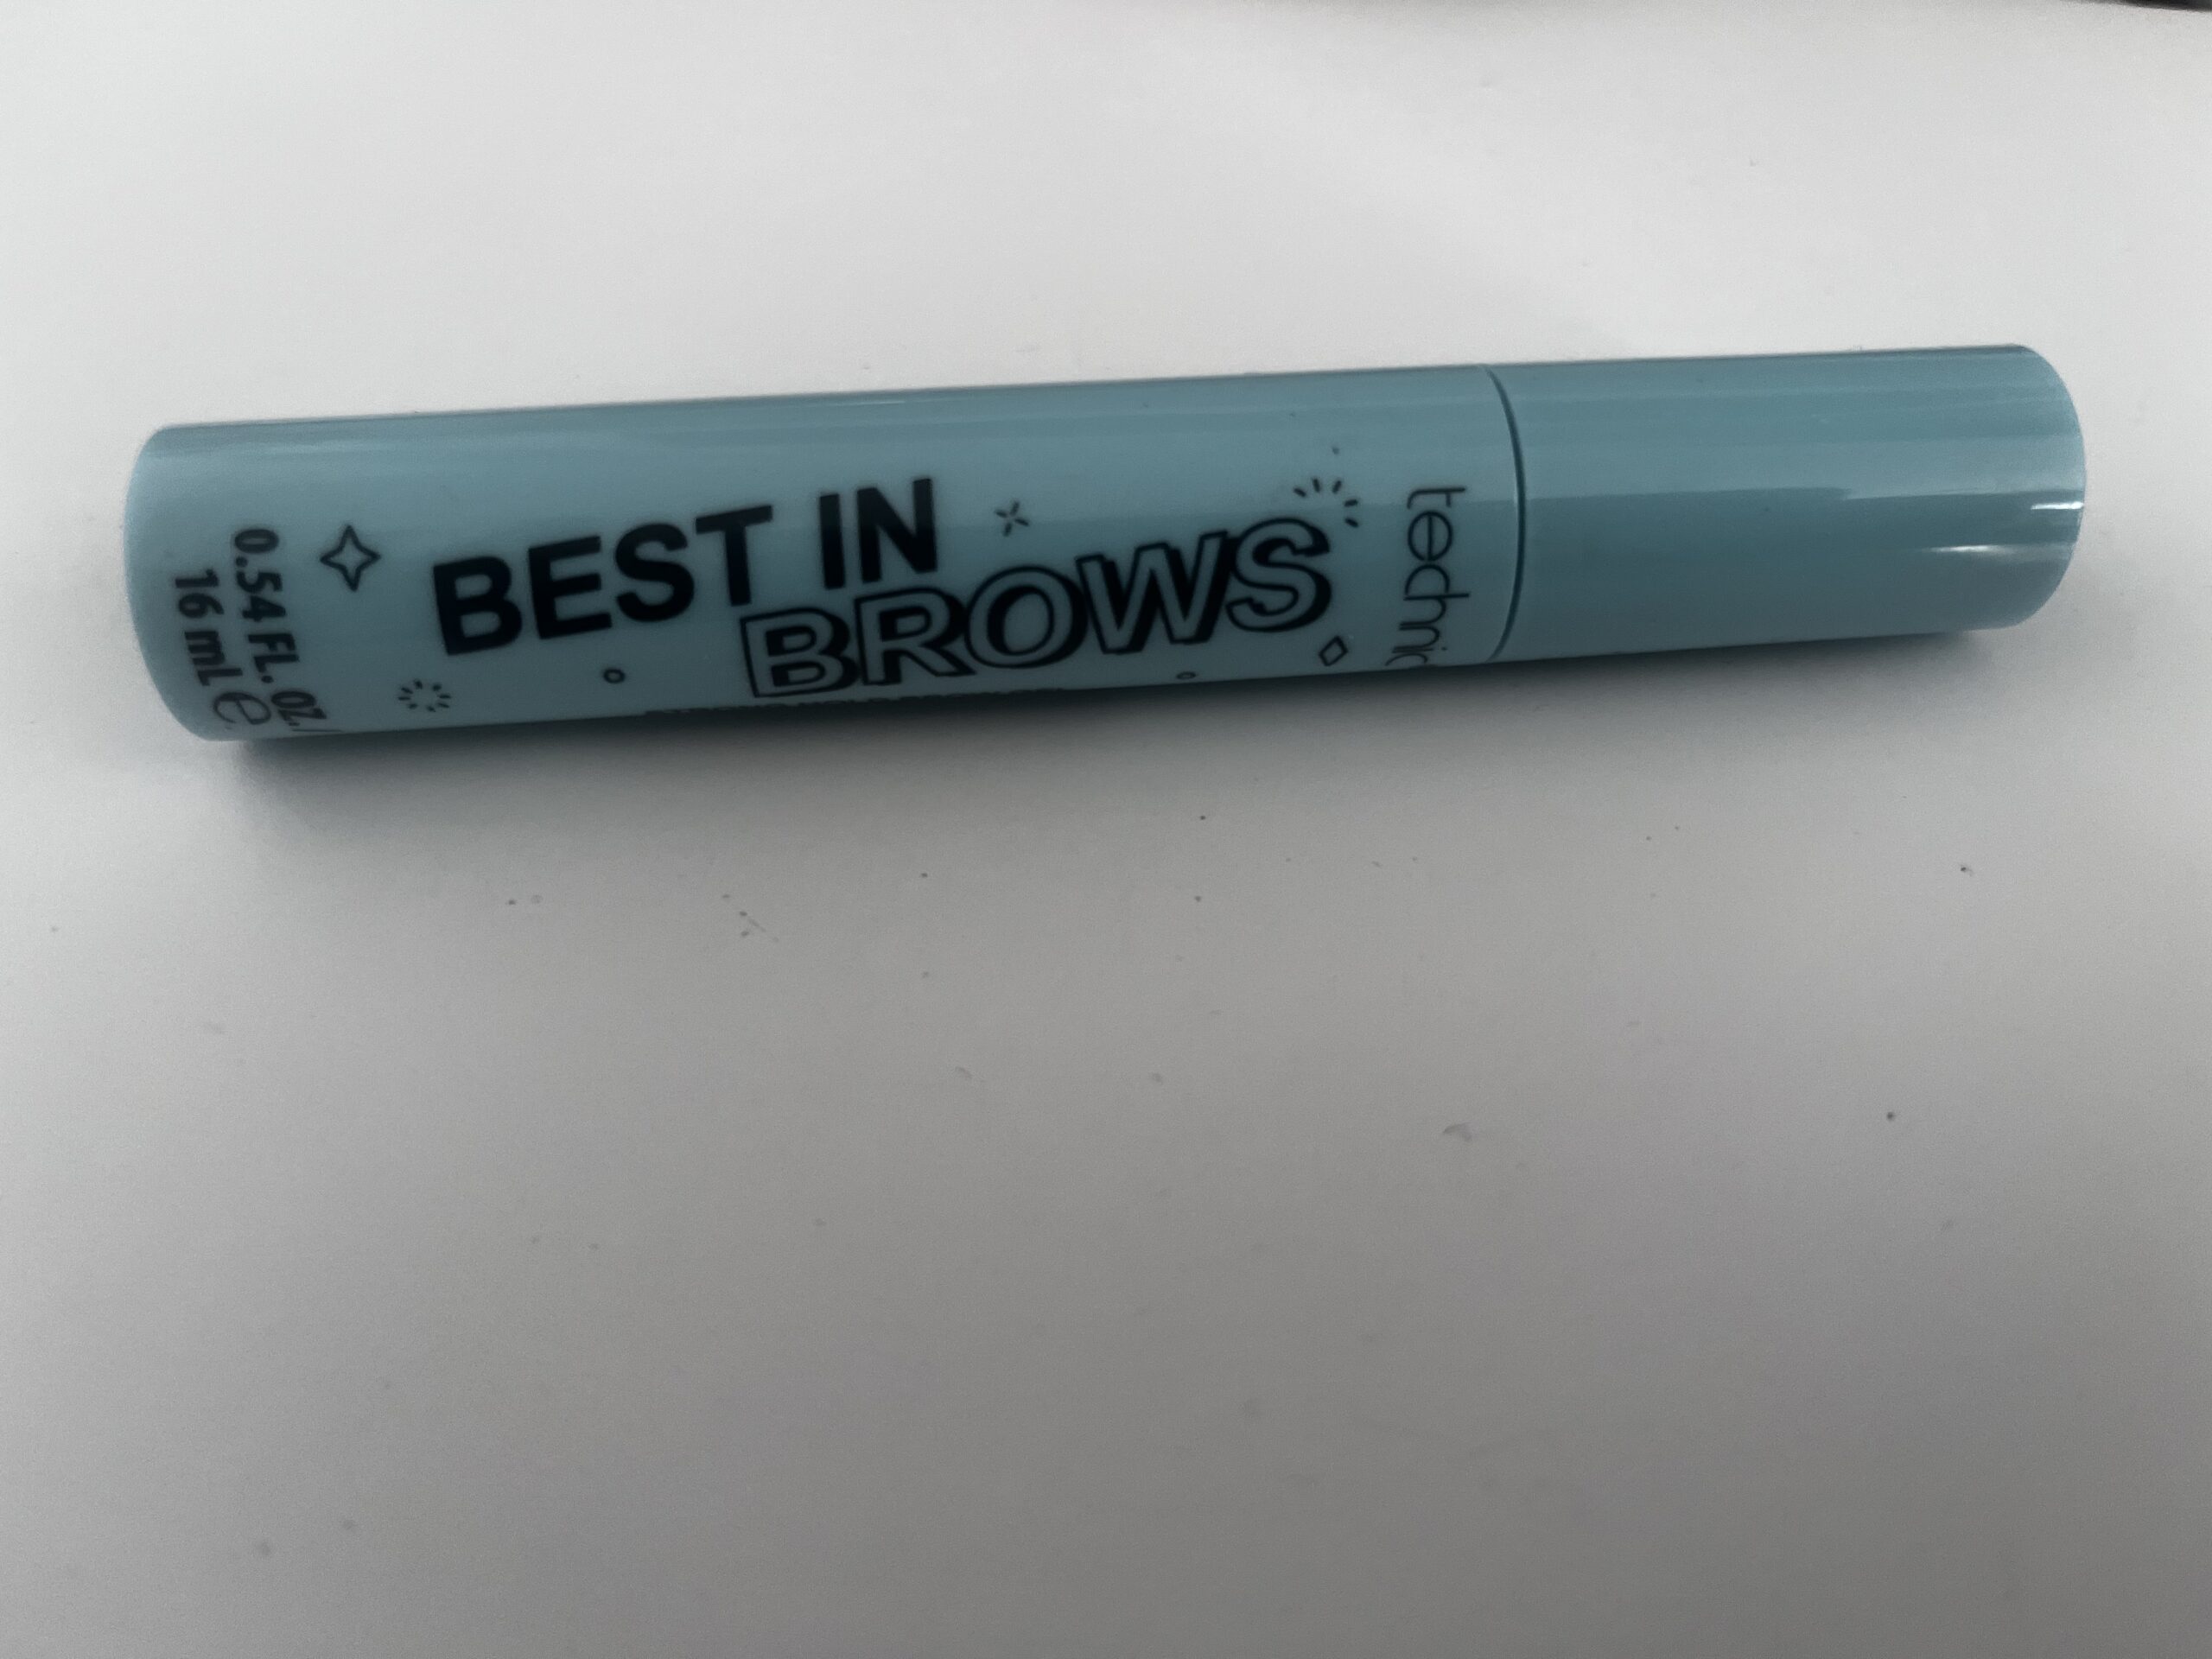 BEST IN
BROWS
technic
0.54 FL. OZ. /
16 mL e